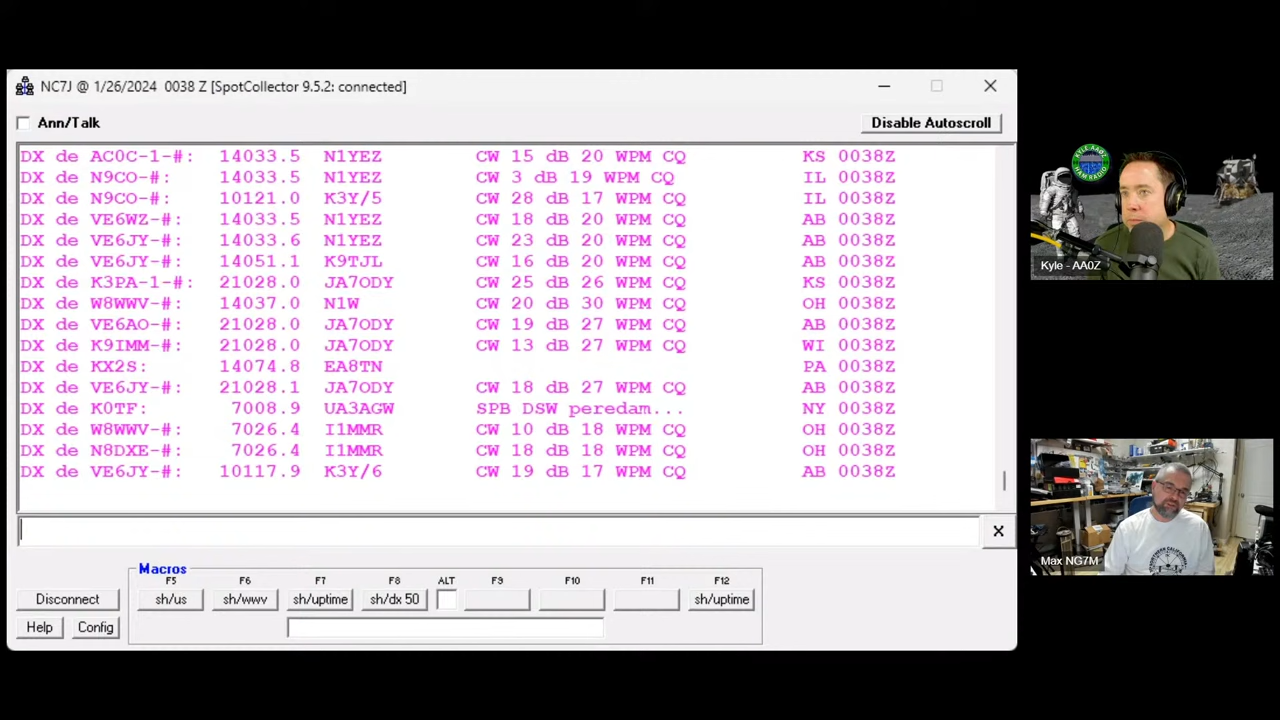 NC7J @ 1/26/2024 0038 Z [SpotCollector 9.5.2: connected]
Ann/Talk
Disable Autoscroll
DX de AC0C-1-#: 14033.5 N1YEZ CW 15 dB 20 WPM CQ KS 0038Z
DX de N9CO-#: 14033.5 N1YEZ CW 3 dB 19 WPM CQ IL 0038Z
DX de N9CO-#: 10121.0 K3Y/5 CW 28 dB 17 WPM CQ IL 0038Z
DX de VE6WZ-#: 14033.5 N1YEZ CW 18 dB 20 WPM CQ AB 0038Z
DX de VE6JY-#: 14033.6 N1YEZ CW 23 dB 20 WPM CQ AB 0038Z
DX de VE6JY-#: 14051.1 K9TJL CW 16 dB 20 WPM CQ AB 0038Z
DX de K3PA-1-#: 21028.0 JA7ODY CW 25 dB 26 WPM CQ KS 0038Z
DX de W8WWV-#: 14037.0 N1W CW 20 dB 30 WPM CQ OH 0038Z
DX de VE6AO-#: 21028.0 JA7ODY CW 19 dB 27 WPM CQ AB 0038Z
DX de K9IMM-#: 21028.0 JA7ODY CW 13 dB 27 WPM CQ WI 0038Z
DX de KX2S: 14074.8 EA8TN PA 0038Z
DX de VE6JY-#: 21028.1 JA7ODY CW 18 dB 27 WPM CQ AB 0038Z
DX de K0TF: 7008.9 UA3AGW SPB DSW peredam... NY 0038Z
DX de W8WWV-#: 7026.4 I1MMR CW 10 dB 18 WPM CQ OH 0038Z
DX de N8DXE-#: 7026.4 I1MMR CW 18 dB 18 WPM CQ OH 0038Z
DX de VE6JY-#: 10117.9 K3Y/6 CW 19 dB 17 WPM CQ AB 0038Z
X
Macros
F5 F6 F7 F8 ALT F9 F10 F11 F12
Disconnect sh/us sh/wwv sh/uptime sh/dx 50 sh/uptime
Help Config
KYLE AA0Z
HAM RADIO
Kyle - AA0Z
Max NG7M